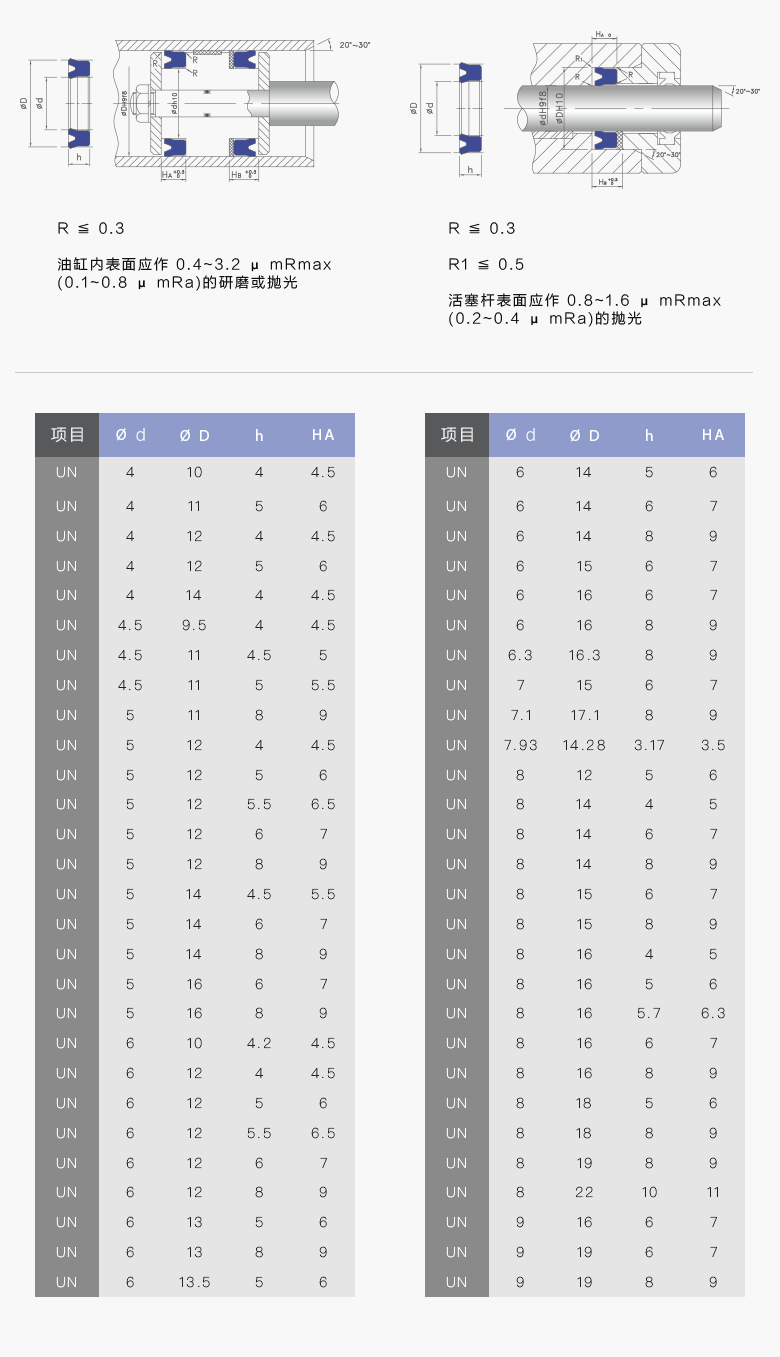 20°~30°
øD
ød
øDH9f8
ødh10
R
R
R
h
HA +0.3 0
HB +0.3 0
HA 0
R1
R
R
øD
ød
ødH9f8
øDH10
20°~30°
20°~30°
h
HB +0.3 0
R ≦ 0.3
油缸内表面应作 0.4~3.2 μ mRmax
(0.1~0.8 μ mRa)的研磨或抛光
R ≦ 0.3
R1 ≦ 0.5
活塞杆表面应作 0.8~1.6 μ mRmax
(0.2~0.4 μ mRa)的抛光
项目 Ø d Ø D h HA
UN 4 10 4 4.5
UN 4 11 5 6
UN 4 12 4 4.5
UN 4 12 5 6
UN 4 14 4 4.5
UN 4.5 9.5 4 4.5
UN 4.5 11 4.5 5
UN 4.5 11 5 5.5
UN 5 11 8 9
UN 5 12 4 4.5
UN 5 12 5 6
UN 5 12 5.5 6.5
UN 5 12 6 7
UN 5 12 8 9
UN 5 14 4.5 5.5
UN 5 14 6 7
UN 5 14 8 9
UN 5 16 6 7
UN 5 16 8 9
UN 6 10 4.2 4.5
UN 6 12 4 4.5
UN 6 12 5 6
UN 6 12 5.5 6.5
UN 6 12 6 7
UN 6 12 8 9
UN 6 13 5 6
UN 6 13 8 9
UN 6 13.5 5 6
项目 Ø d Ø D h HA
UN 6 14 5 6
UN 6 14 6 7
UN 6 14 8 9
UN 6 15 6 7
UN 6 16 6 7
UN 6 16 8 9
UN 6.3 16.3 8 9
UN 7 15 6 7
UN 7.1 17.1 8 9
UN 7.93 14.28 3.17 3.5
UN 8 12 5 6
UN 8 14 4 5
UN 8 14 6 7
UN 8 14 8 9
UN 8 15 6 7
UN 8 15 8 9
UN 8 16 4 5
UN 8 16 5 6
UN 8 16 5.7 6.3
UN 8 16 6 7
UN 8 16 8 9
UN 8 18 5 6
UN 8 18 8 9
UN 8 19 8 9
UN 8 22 10 11
UN 9 16 6 7
UN 9 19 6 7
UN 9 19 8 9